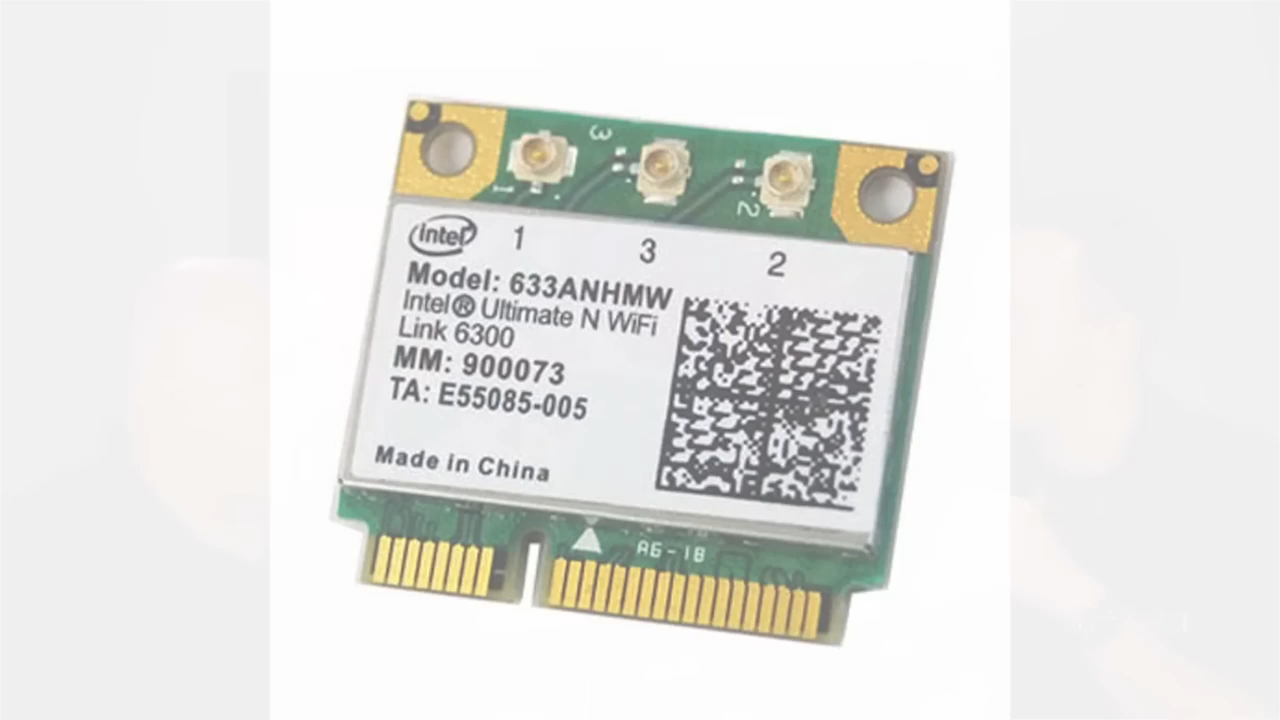 3
1
2
intel
1 3 2
Model: 633ANHMW
Intel® Ultimate N WiFi
Link 6300
MM: 900073
TA: E55085-005
Made in China
A6-18